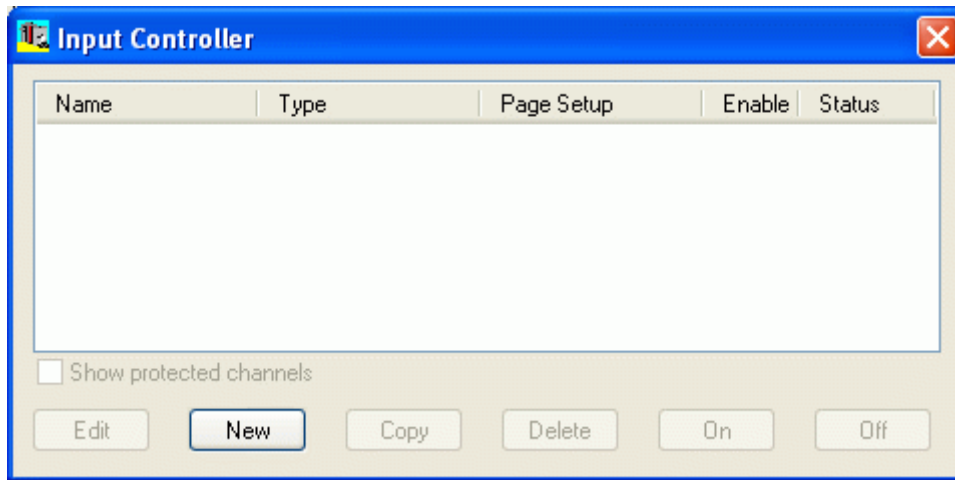 Input Controller
Name Type Page Setup Enable Status
Show protected channels
Edit New Copy Delete On Off